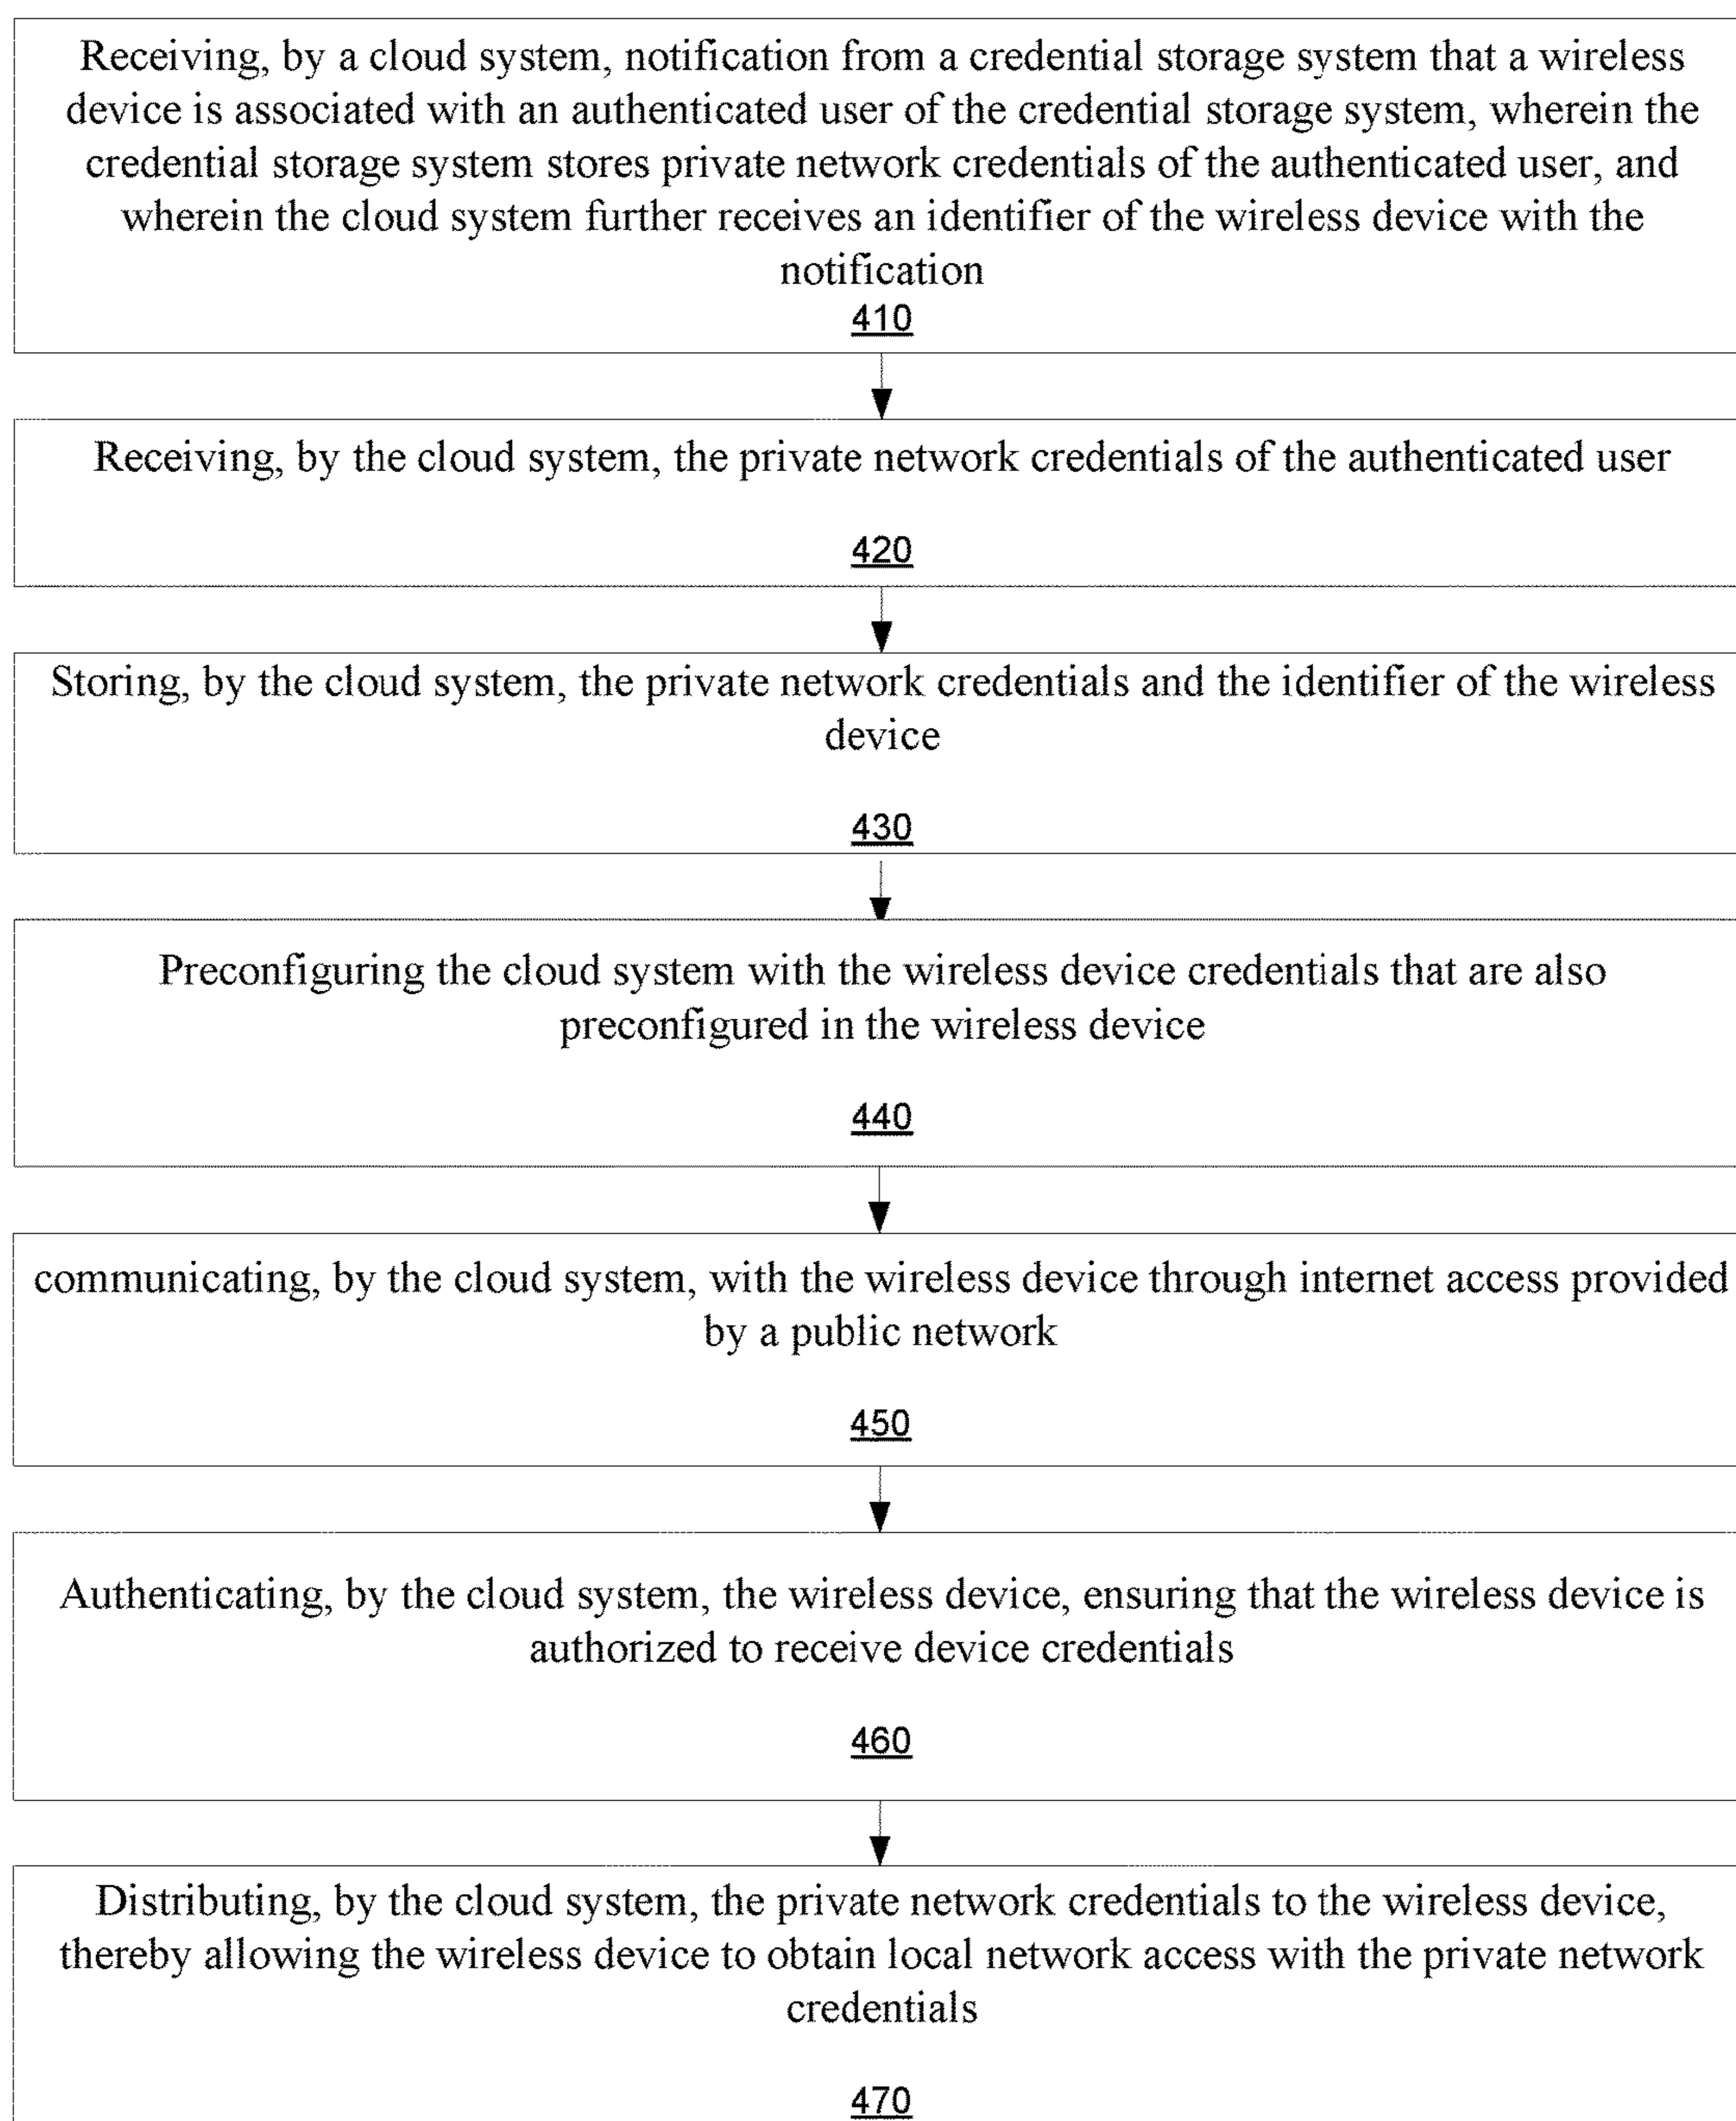 Receiving, by a cloud system, notification from a credential storage system that a wireless
device is associated with an authenticated user of the credential storage system, wherein the
credential storage system stores private network credentials of the authenticated user, and
wherein the cloud system further receives an identifier of the wireless device with the
notification
410
Receiving, by the cloud system, the private network credentials of the authenticated user
420
Storing, by the cloud system, the private network credentials and the identifier of the wireless
device
430
Preconfiguring the cloud system with the wireless device credentials that are also
preconfigured in the wireless device
440
communicating, by the cloud system, with the wireless device through internet access provided
by a public network
450
Authenticating, by the cloud system, the wireless device, ensuring that the wireless device is
authorized to receive device credentials
460
Distributing, by the cloud system, the private network credentials to the wireless device,
thereby allowing the wireless device to obtain local network access with the private network
credentials
470